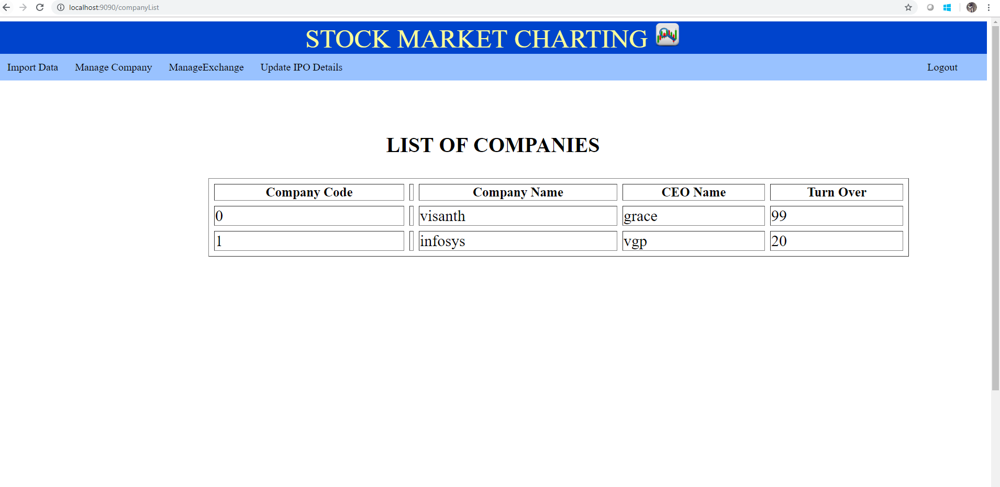 localhost:9090/companyList
STOCK MARKET CHARTING
Import Data Manage Company ManageExchange Update IPO Details Logout
LIST OF COMPANIES
Company Code Company Name CEO Name Turn Over
0 visanth grace 99
1 infosys vgp 20